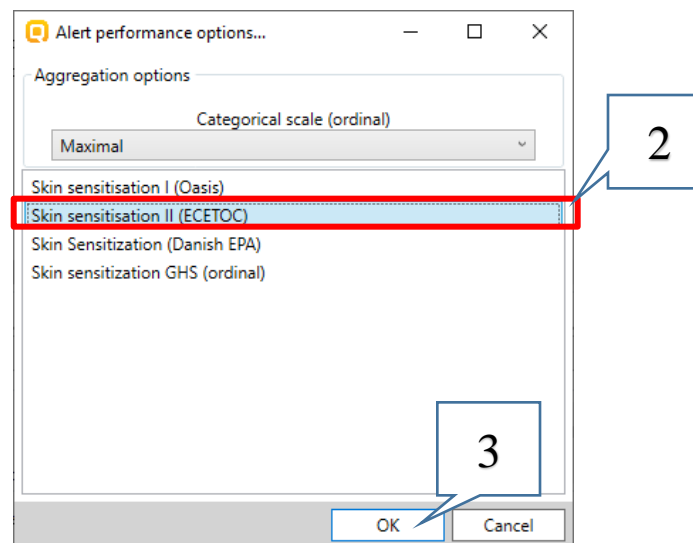 Alert performance options...
Aggregation options
Categorical scale (ordinal)
Maximal
2
Skin sensitisation I (Oasis)
Skin sensitisation II (ECETOC)
Skin Sensitization (Danish EPA)
Skin sensitization GHS (ordinal)
3
OK
Cancel